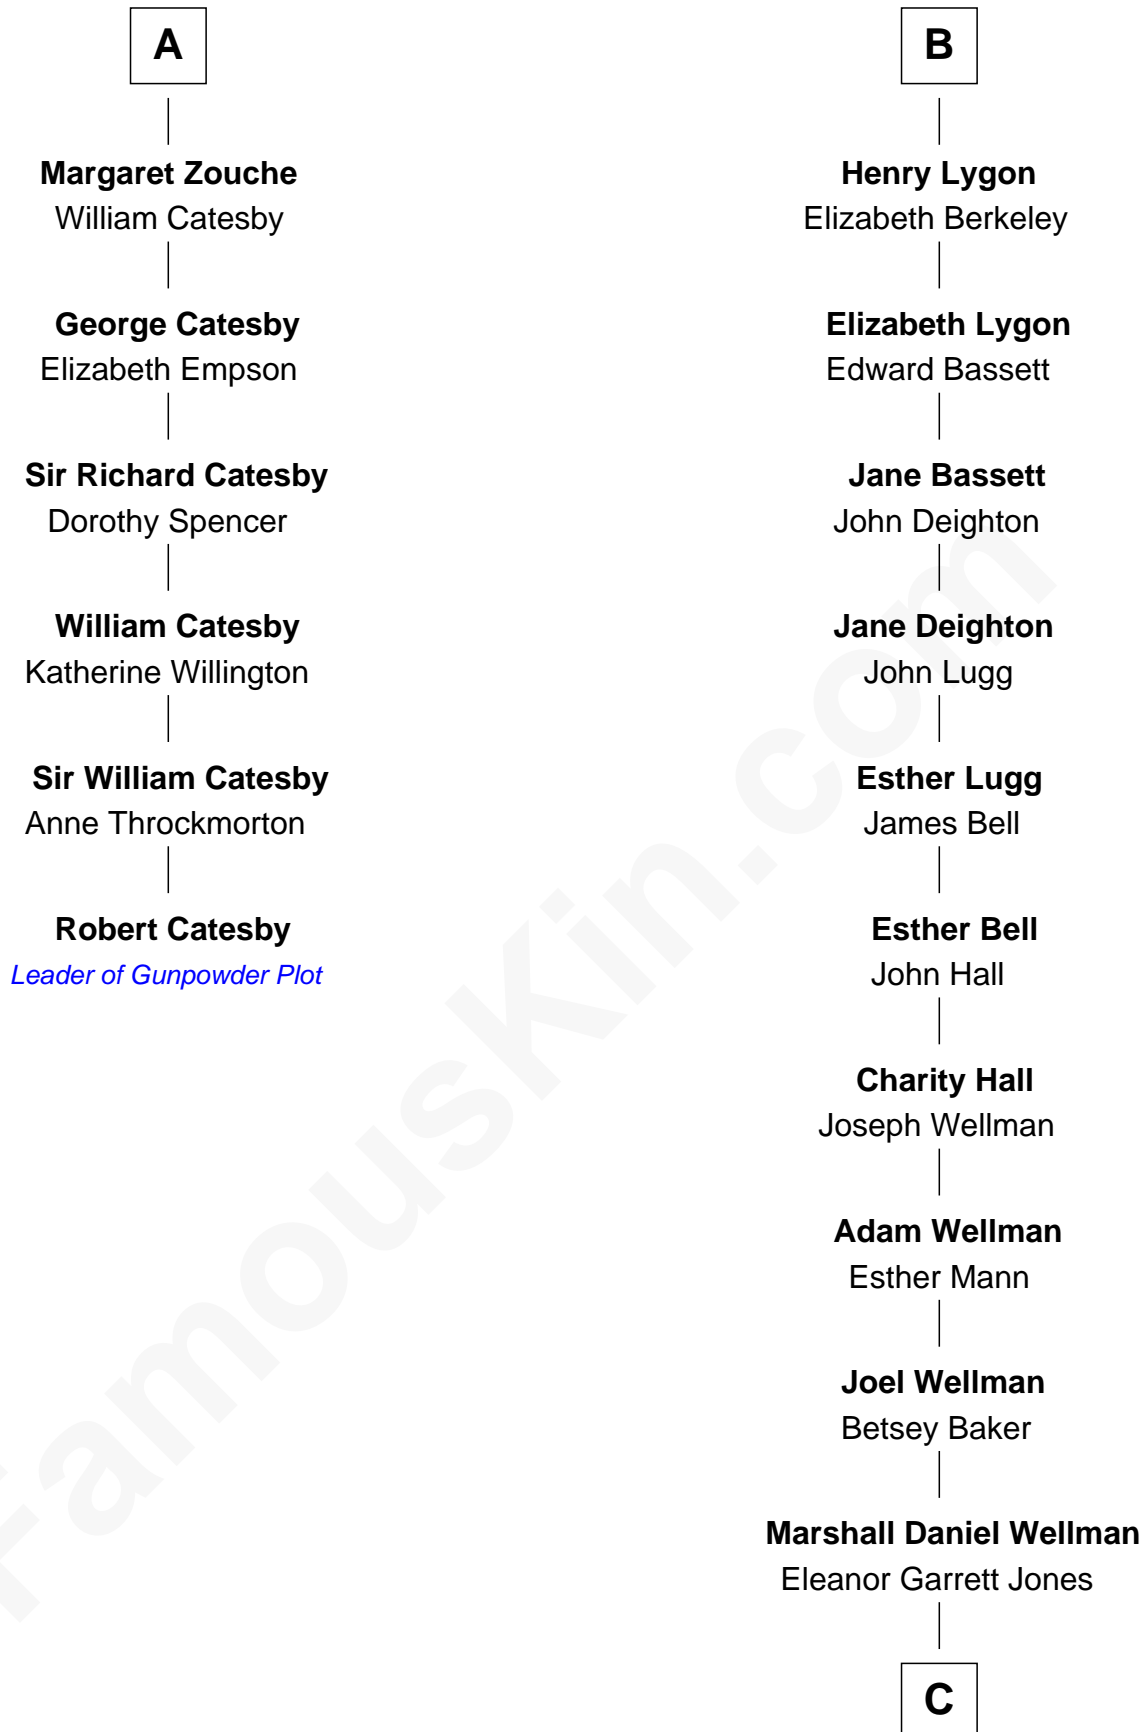 A
Margaret Zouche
William Catesby
George Catesby
Elizabeth Empson
Sir Richard Catesby
Dorothy Spencer
William Catesby
Katherine Willington
Sir William Catesby
Anne Throckmorton
Robert Catesby
Leader of Gunpowder Plot
B
Henry Lygon
Elizabeth Berkeley
Elizabeth Lygon
Edward Bassett
Jane Bassett
John Deighton
Jane Deighton
John Lugg
Esther Lugg
James Bell
Esther Bell
John Hall
Charity Hall
Joseph Wellman
Adam Wellman
Esther Mann
Joel Wellman
Betsey Baker
Marshall Daniel Wellman
Eleanor Garrett Jones
C
FamousKin.com